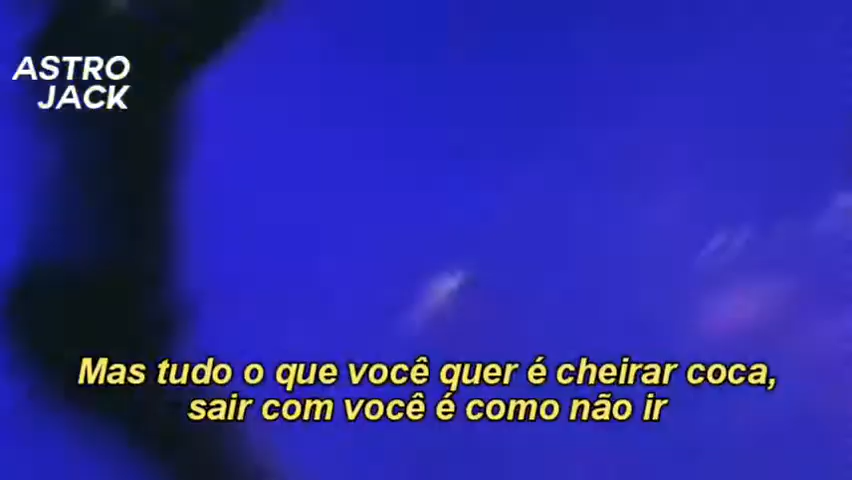 ASTRO
JACK
Mas tudo o que você quer é cheirar coca,
sair com você é como não ir